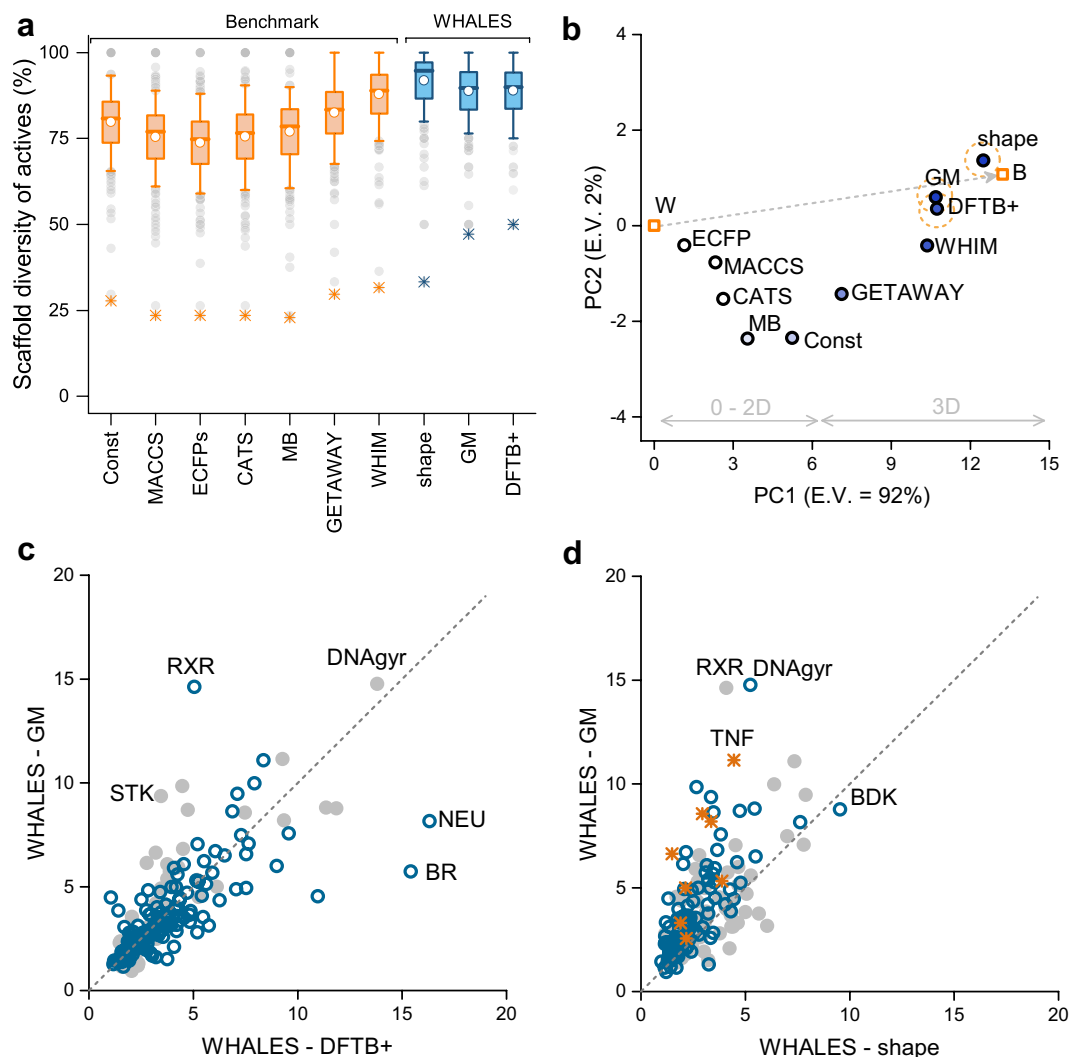 a
Benchmark
WHALES
Scaffold diversity of actives (%)
100
75
50
25
0
Const
MACCS
ECFPs
CATS
MB
GETAWAY
WHIM
shape
GM
DFTB+
b
PC2 (E.V. 2%)
4
2
0
-2
-4
shape
B
GM
DFTB+
W
ECFP
WHIM
MACCS
CATS
GETAWAY
MB
Const
0 - 2D
3D
0
3
6
9
12
15
PC1 (E.V. = 92%)
c
WHALES - GM
20
15
10
5
0
RXR
DNAgyr
STK
NEU
BR
0
5
10
15
20
WHALES - DFTB+
d
WHALES - GM
20
15
10
5
0
RXR
DNAgyr
TNF
BDK
0
5
10
15
20
WHALES - shape